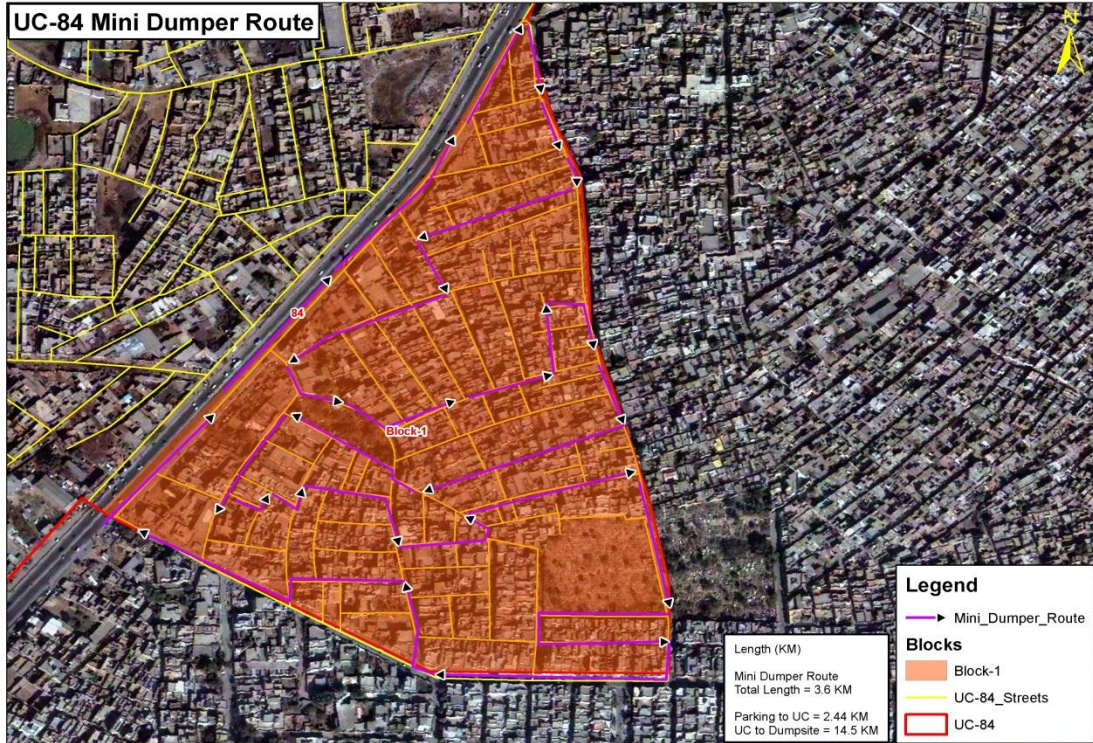 UC-84 Mini Dumper Route
N
84
Block-1
Length (KM)
Mini Dumper Route
Total Length = 3.6 KM
Parking to UC = 2.44 KM
UC to Dumpsite = 14.5 KM
Legend
Mini_Dumper_Route
Blocks
Block-1
UC-84_Streets
UC-84